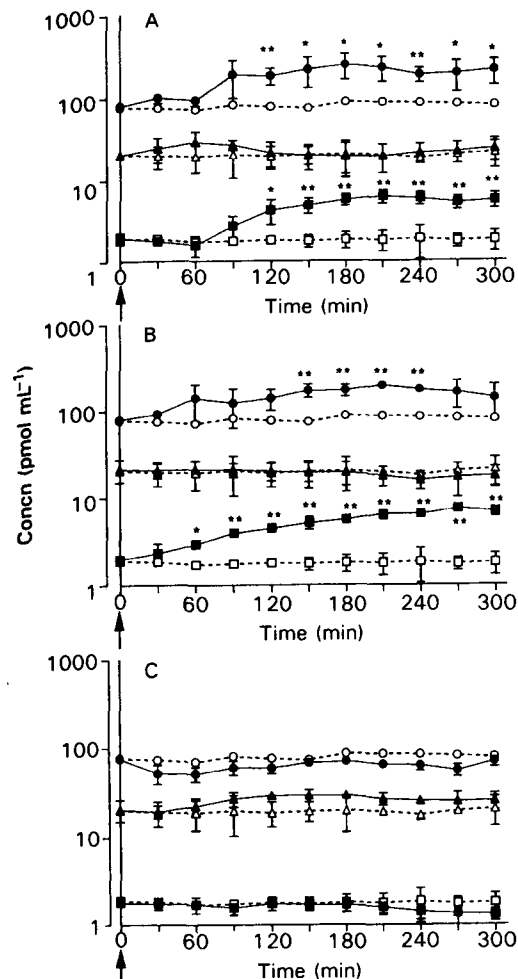 A
1000
100
10
1
** * * * ** * *
* ** ** ** ** ** **
0 60 120 180 240 300
Time (min)
B
1000
100
10
1
** ** ** **
* ** ** ** ** ** ** ** **
0 60 120 180 240 300
Time (min)
Concn (pmol mL⁻¹)
C
1000
100
10
1
0 60 120 180 240 300
Time (min)